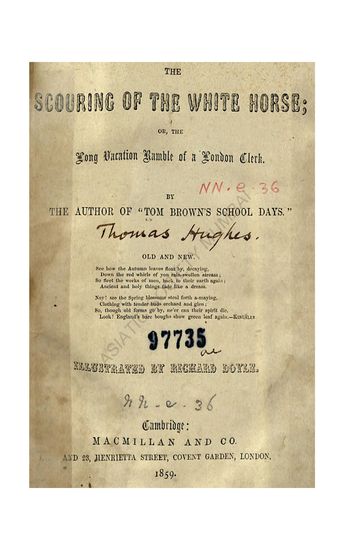 THE
SCOURING OF THE WHITE HORSE;
OR, THE
Long Vacation Ramble of a London Clerk.
NN.e.36
BY
THE AUTHOR OF "TOM BROWN'S SCHOOL DAYS."
Thomas Hughes.
OLD AND NEW.
See how the Autumn leaves float by, decaying,
Down the red whirls of yon rain-swollen stream;
So fleet the works of men, back to their earth again;
Ancient and holy things fade like a dream.
Nay! see the Spring blossoms steal forth a-maying,
Clothing with tender buds orchard and glen;
So, though old forms go by, ne'er can their spirit die,
Look! England's bare boughs show green leaf again.—KINGSLEY
97735
ILLUSTRATED BY RICHARD DOYLE.
NN-e.36
Cambridge:
MACMILLAN AND CO.
AND 23, HENRIETTA STREET, COVENT GARDEN, LONDON.
1859.